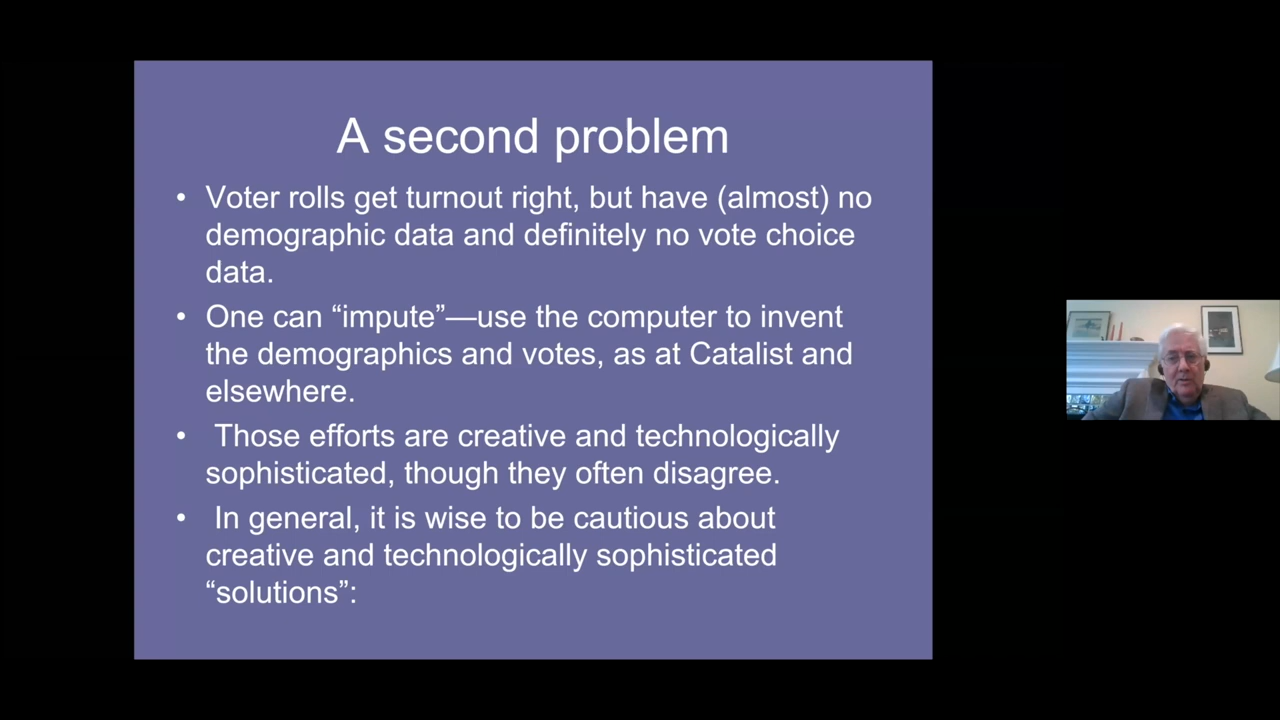 A second problem
• Voter rolls get turnout right, but have (almost) no
demographic data and definitely no vote choice
data.
• One can “impute”—use the computer to invent
the demographics and votes, as at Catalist and
elsewhere.
• Those efforts are creative and technologically
sophisticated, though they often disagree.
• In general, it is wise to be cautious about
creative and technologically sophisticated
“solutions”: